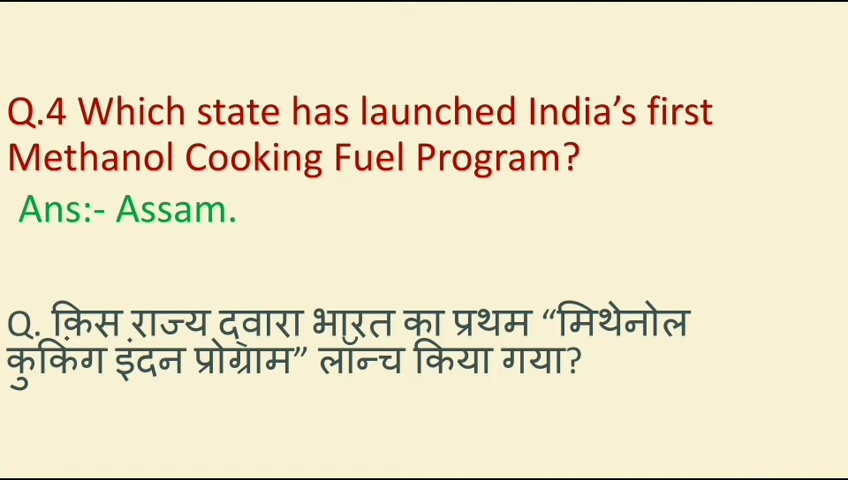 Q.4 Which state has launched India’s first
Methanol Cooking Fuel Program?
Ans:- Assam.
Q. क़िस राज्य द्वारा भारत का प्रथम “मिथेनोल
कुकिंग इंदन प्रोग्राम” लॉन्च किया गया?